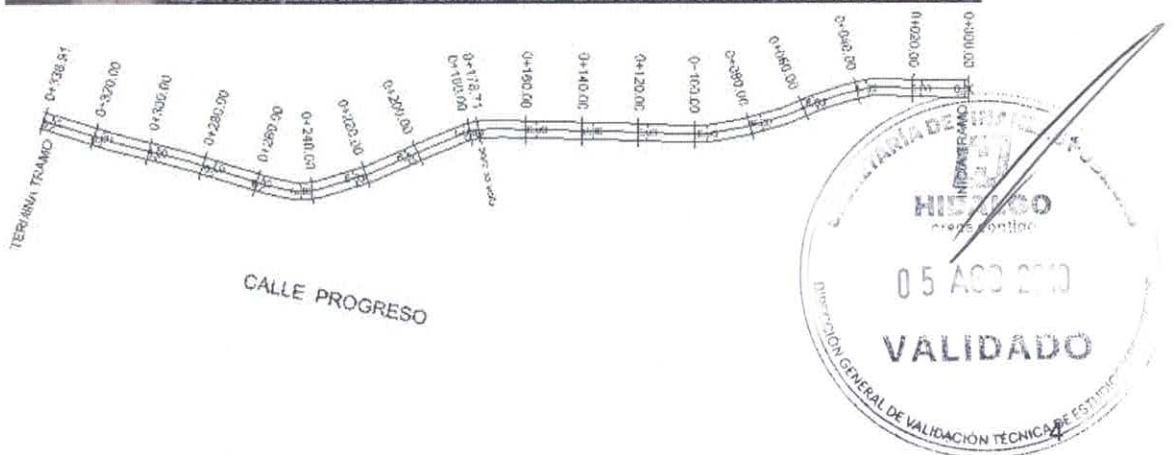 0+338.91
0+320.00
0+300.00
0+280.00
0+260.00
0+240.00
0+220.00
0+200.00
0+178.71
0+180.00
0+160.00
0+140.00
0+120.00
0+100.00
0+080.00
0+060.00
0+040.00
0+020.00
0+000.00
TERMINA TRAMO
INICIA TRAMO
CALLE PROGRESO
HIDALGO
crece contigo
05 AGO
VALIDADO
DIRECCIÓN GENERAL DE VALIDACIÓN TÉCNICA DE
4